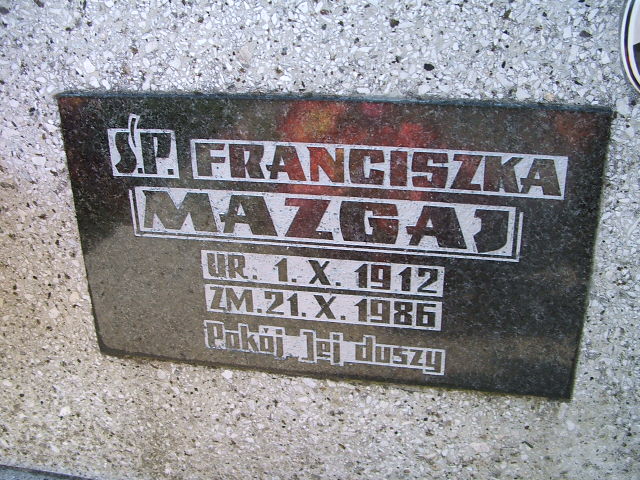 Ś.P. FRANCISZKA
MAZGAJ
UR. 1. X. 1912
ZM. 21. X. 1986
Pokój Jej duszy